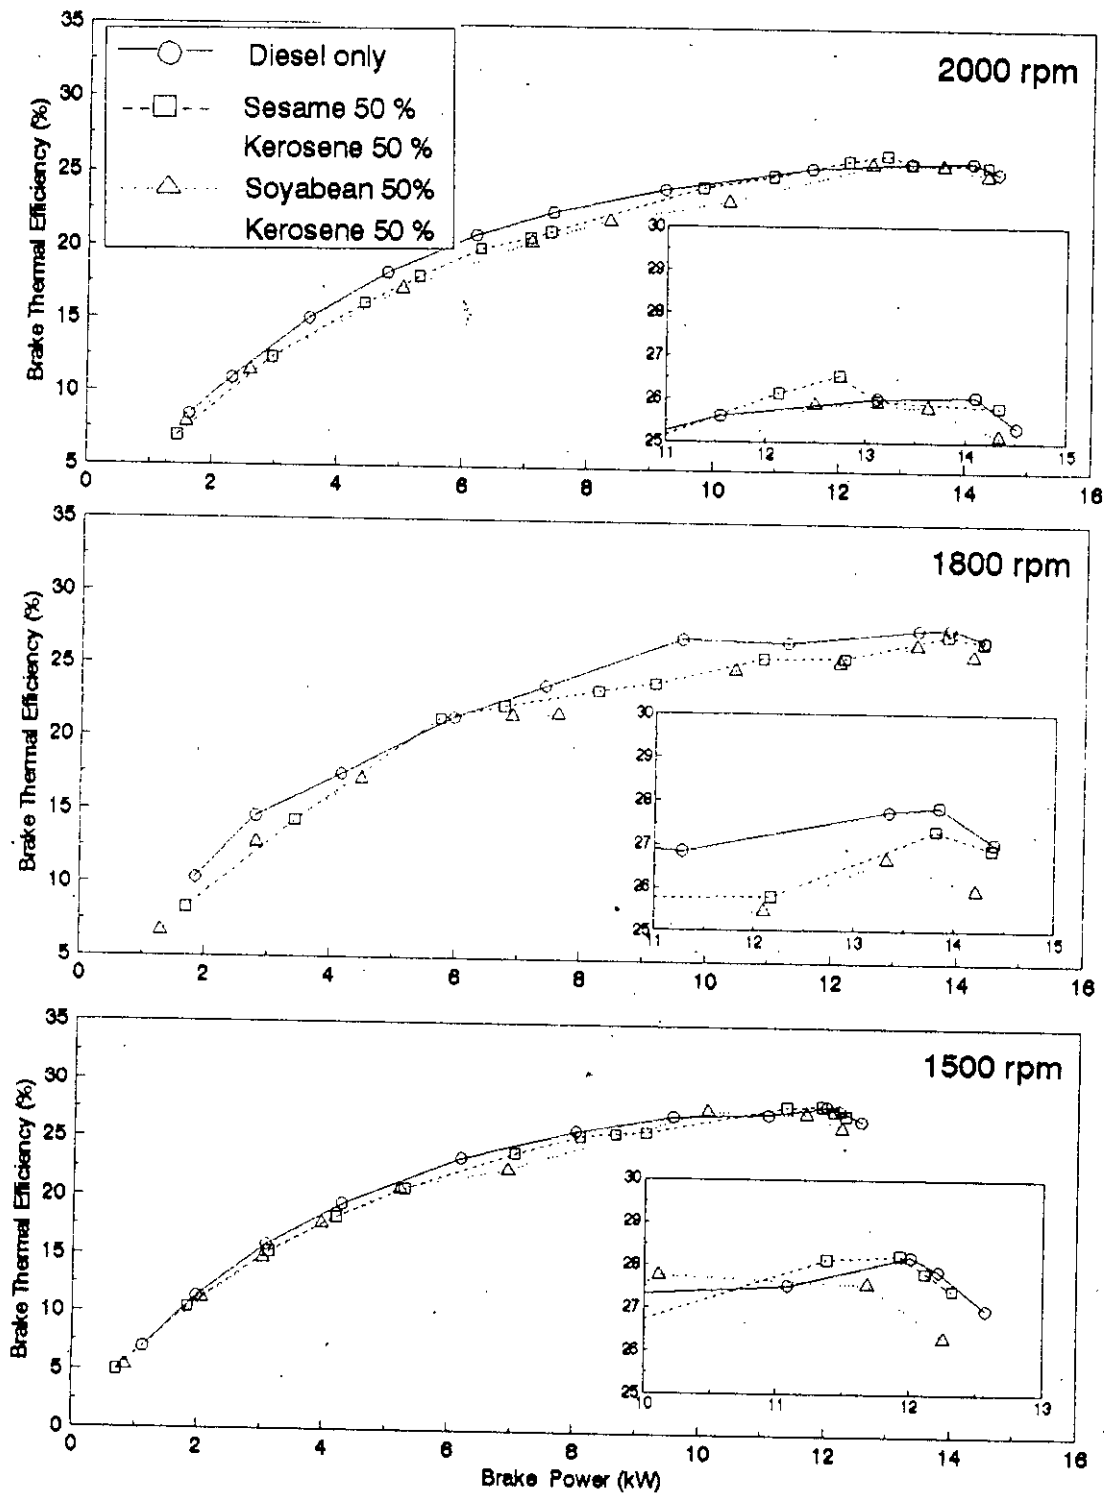 35
30
25
20
15
10
5
Brake Thermal Efficiency (%)
Diesel only
Sesame 50 %
Kerosene 50 %
Soyabean 50%
Kerosene 50 %
2000 rpm
30
29
28
27
26
25
11 12 13 14 15
0 2 4 6 8 10 12 14 16
35
30
25
20
15
10
5
Brake Thermal Efficiency (%)
1800 rpm
30
29
28
27
26
25
11 12 13 14 15
0 2 4 6 8 10 12 14 16
35
30
25
20
15
10
5
0
Brake Thermal Efficiency (%)
1500 rpm
30
29
28
27
26
25
10 11 12 13
0 2 4 6 8 10 12 14 16
Brake Power (kW)